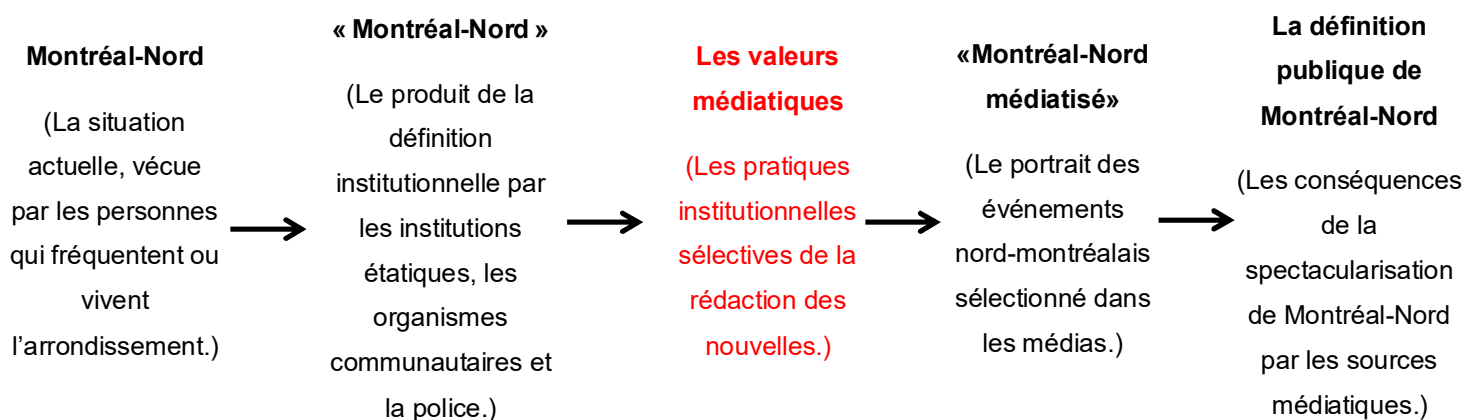 Montréal-Nord
(La situation
actuelle, vécue
par les personnes
qui fréquentent ou
vivent
l’arrondissement.)
« Montréal-Nord »
(Le produit de la
définition
institutionnelle par
les institutions
étatiques, les
organismes
communautaires et
la police.)
Les valeurs
médiatiques
(Les pratiques
institutionnelles
sélectives de la
rédaction des
nouvelles.)
«Montréal-Nord
médiatisé»
(Le portrait des
événements
nord-montréalais
sélectionné dans
les médias.)
La définition
publique de
Montréal-Nord
(Les conséquences
de la
spectacularisation
de Montréal-Nord
par les sources
médiatiques.)